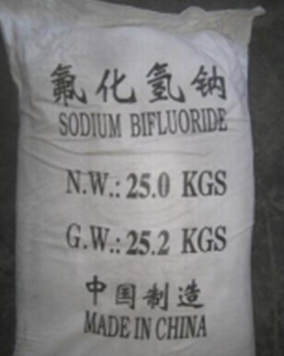 氟化氢钠
SODIUM BIFLUORIDE
N.W.: 25.0 KGS
G.W.: 25.2 KGS
中国制造
MADE IN CHINA